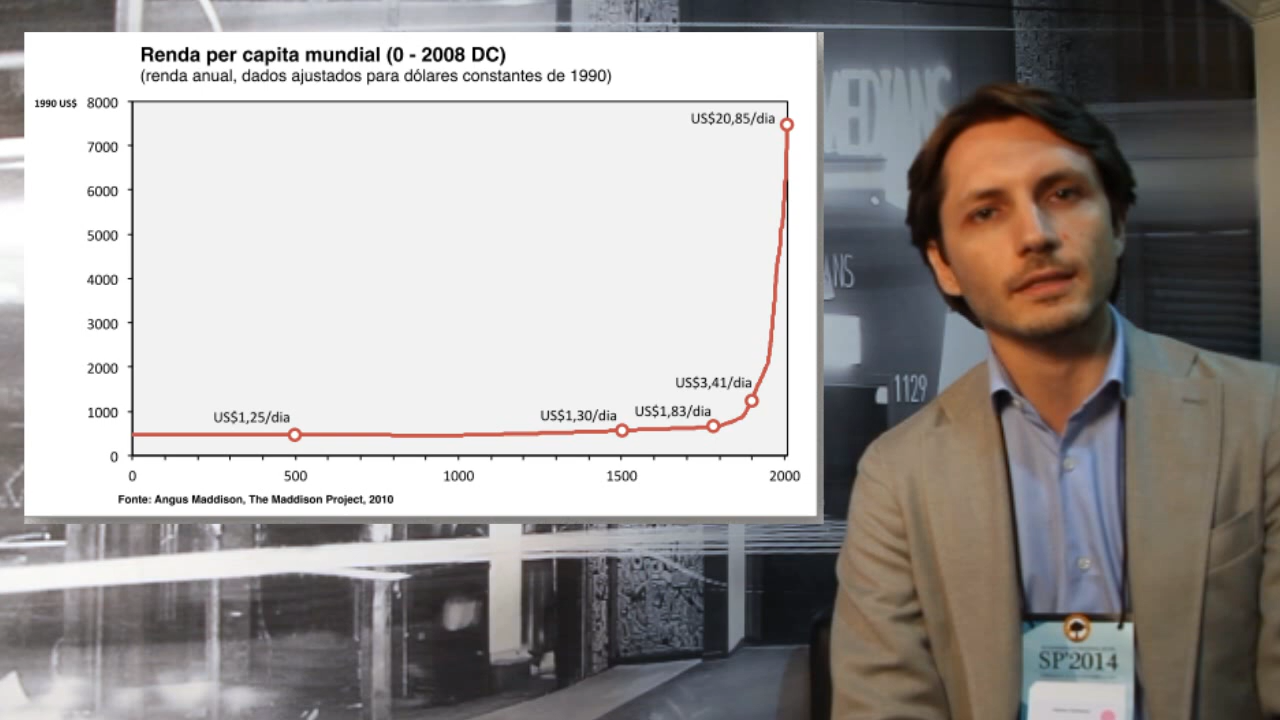 Renda per capita mundial (0 - 2008 DC)
(renda anual, dados ajustados para dólares constantes de 1990)
1990 US$
8000
7000
6000
5000
4000
3000
2000
1000
0
US$20,85/dia
US$3,41/dia
US$1,25/dia
US$1,30/dia
US$1,83/dia
0 500 1000 1500 2000
Fonte: Angus Maddison, The Maddison Project, 2010
1129
SP'2014